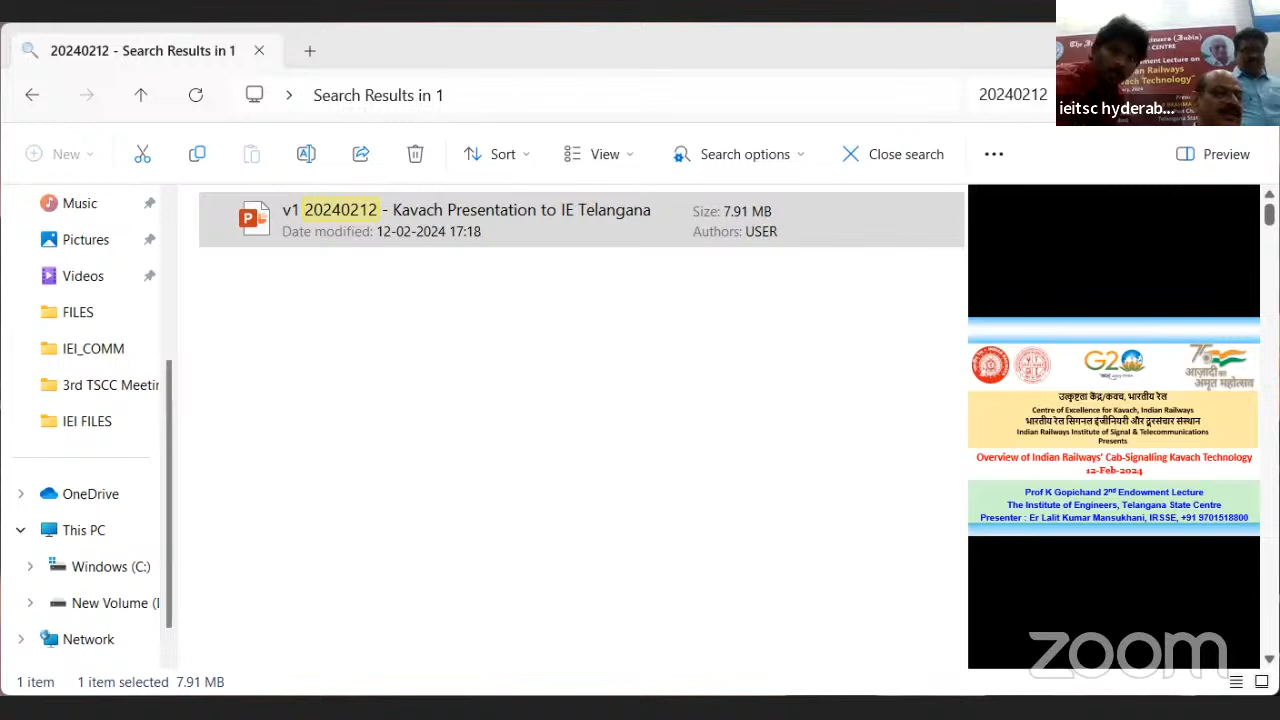 20240212 - Search Results in 1
Search Results in 1
20240212
New
Sort
View
Search options
Close search
Preview
Music
Pictures
Videos
FILES
IEI_COMM
3rd TSCC Meetin
IEI FILES
OneDrive
This PC
Windows (C:)
New Volume (I
Network
v1 20240212 - Kavach Presentation to IE Telangana
Date modified: 12-02-2024 17:18
Size: 7.91 MB
Authors: USER
G20
उत्कृष्टता केंद्र/कवच, भारतीय रेल
Centre of Excellence for Kavach, Indian Railways
भारतीय रेल सिगनल इंजीनियरी और दूरसंचार संस्थान
Indian Railways Institute of Signal & Telecommunications
Presents
Overview of Indian Railways' Cab-Signalling Kavach Technology
12-Feb-2024
Prof K Gopichand 2nd Endowment Lecture
The Institute of Engineers, Telangana State Centre
Presenter : Er Lalit Kumar Mansukhani, IRSSE, +91 9701518800
आज़ादी का
अमृत महोत्सव
ieitsc hyderab...
zoom
1 item
1 item selected 7.91 MB